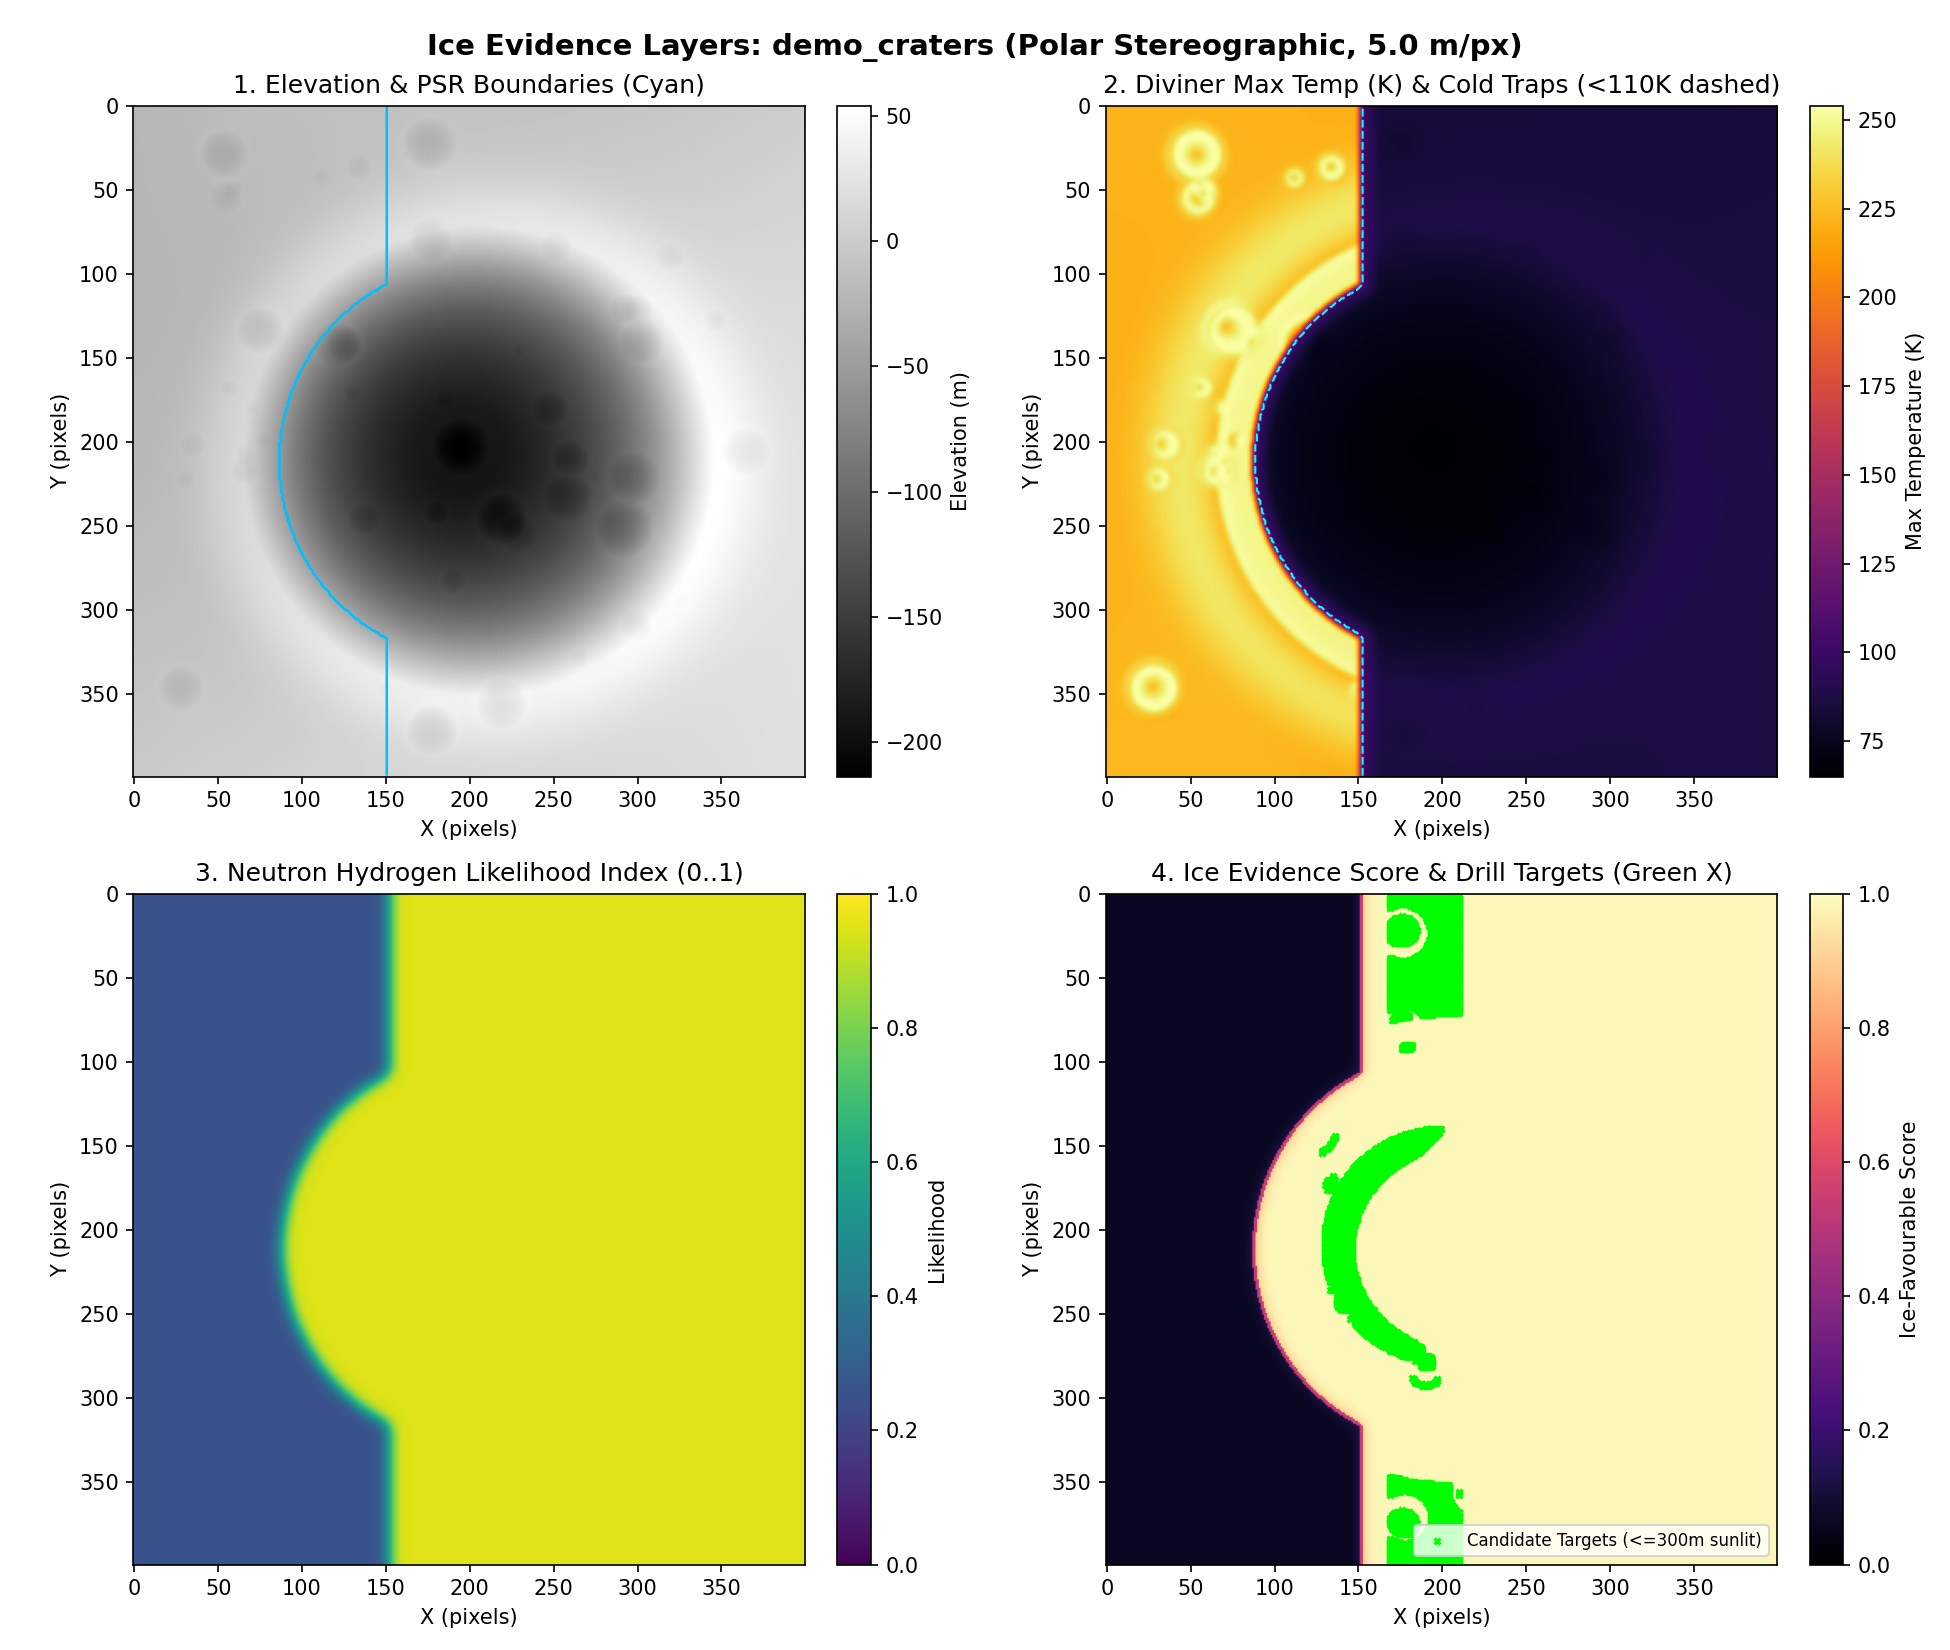 Ice Evidence Layers: demo_craters (Polar Stereographic, 5.0 m/px)
1. Elevation & PSR Boundaries (Cyan)
0
50
100
150
200
250
300
350
Y (pixels)
0 50 100 150 200 250 300 350
X (pixels)
50
0
−50
−100
−150
−200
Elevation (m)
2. Diviner Max Temp (K) & Cold Traps (<110K dashed)
0
50
100
150
200
250
300
350
Y (pixels)
0 50 100 150 200 250 300 350
X (pixels)
250
225
200
175
150
125
100
75
Max Temperature (K)
3. Neutron Hydrogen Likelihood Index (0..1)
0
50
100
150
200
250
300
350
Y (pixels)
0 50 100 150 200 250 300 350
X (pixels)
1.0
0.8
0.6
0.4
0.2
0.0
Likelihood
4. Ice Evidence Score & Drill Targets (Green X)
0
50
100
150
200
250
300
350
Y (pixels)
Candidate Targets (<=300m sunlit)
0 50 100 150 200 250 300 350
X (pixels)
1.0
0.8
0.6
0.4
0.2
0.0
Ice-Favourable Score